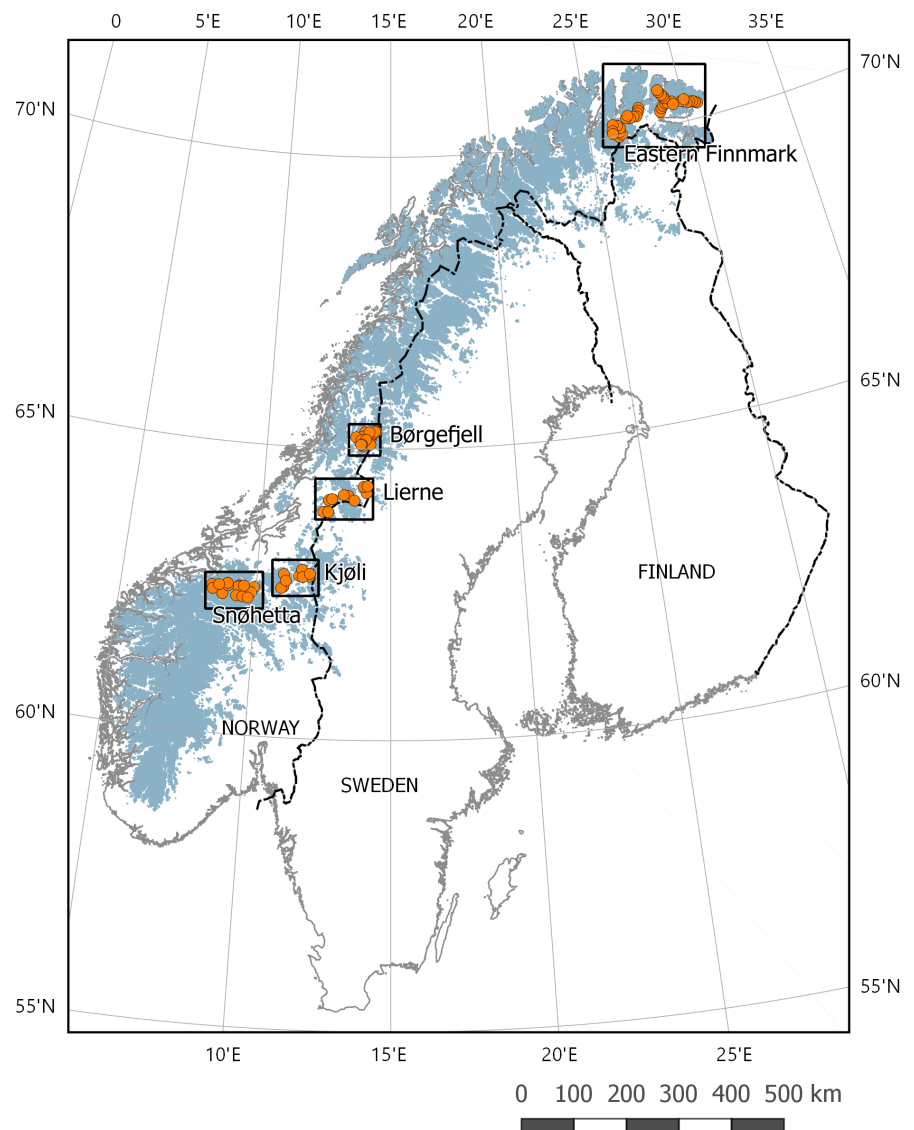 0 5'E 10'E 15'E 20'E 25'E 30'E 35'E
70'N
70'N
Eastern Finnmark
65'N
65'N
Børgefjell
Lierne
Kjøli
FINLAND
Snøhetta
60'N
60'N
NORWAY
SWEDEN
55'N
55'N
10'E 15'E 20'E 25'E
0 100 200 300 400 500 km